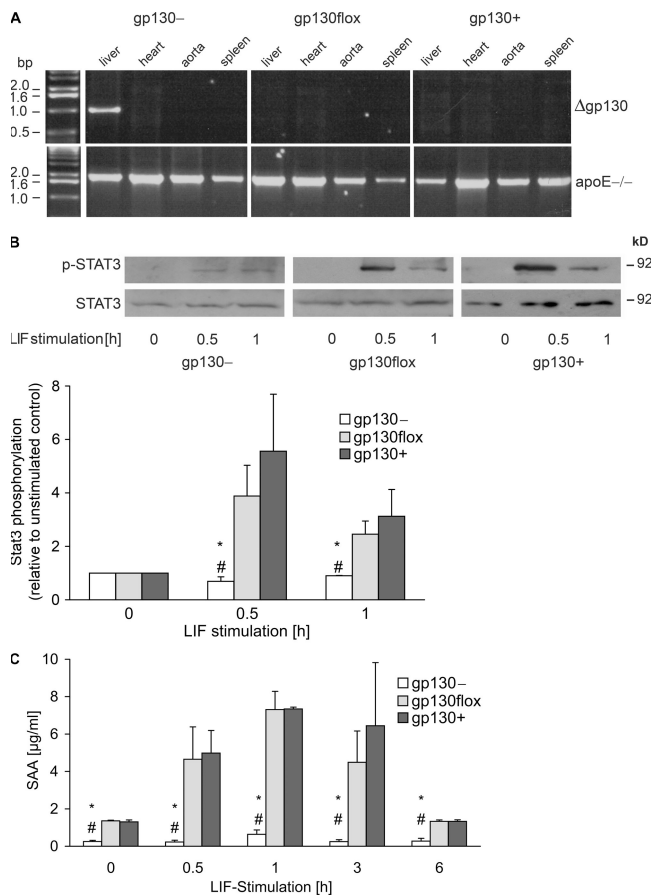 A
gp130– gp130flox gp130+
liver heart aorta spleen liver heart aorta spleen liver heart aorta spleen
bp
2.0
1.6
1.0
0.5
Δgp130
2.0
1.6
1.0
apoE–/–
B
kD
p-STAT3
92
STAT3
92
LIF stimulation [h] 0 0.5 1 0 0.5 1 0 0.5 1
gp130– gp130flox gp130+
Stat3 phosphorylation
(relative to unstimulated control)
8
6
4
2
0
gp130–
gp130flox
gp130+
* *
# #
0 0.5 1
LIF stimulation [h]
C
SAA [µg/ml]
10
8
6
4
2
0
gp130–
gp130flox
gp130+
* * * * *
# # # # #
0 0.5 1 3 6
LIF-Stimulation [h]